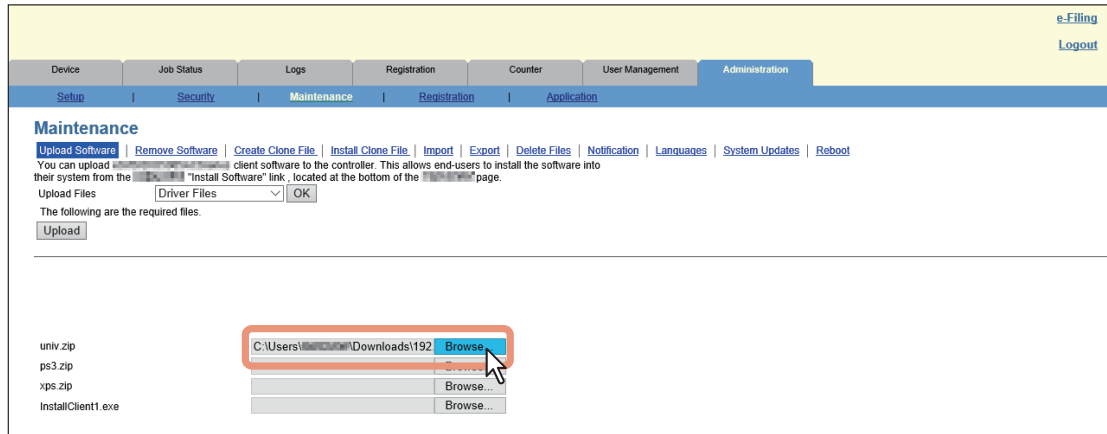 e-Filing
Logout
Device Job Status Logs Registration Counter User Management Administration
Setup | Security | Maintenance | Registration | Application
Maintenance
Upload Software | Remove Software | Create Clone File | Install Clone File | Import | Export | Delete Files | Notification | Languages | System Updates | Reboot
You can upload client software to the controller. This allows end-users to install the software into
their system from the "Install Software" link , located at the bottom of the " "page.
Upload Files Driver Files OK
The following are the required files.
Upload
univ.zip C:\Users\ \Downloads\192 Browse...
ps3.zip Browse...
xps.zip Browse...
InstallClient1.exe Browse...